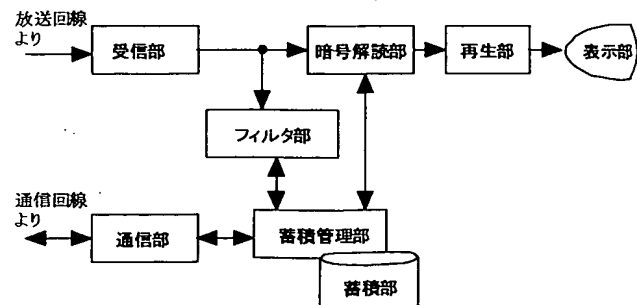 放送回線
より
受信部
暗号解読部
再生部
表示部
フィルタ部
通信回線
より
通信部
蓄積管理部
蓄積部